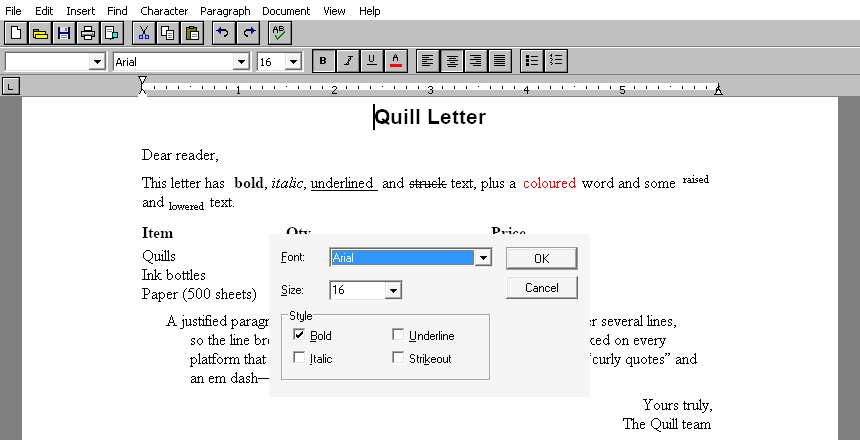 File Edit Insert Find Character Paragraph Document View Help
ABC
Arial 16 B I U A
L 1 2 3 4 5
Quill Letter
Dear reader,
This letter has bold, italic, underlined and struck text, plus a coloured word and some raised
and lowered text.
Item Qty Price
Quills
Ink bottles
Paper (500 sheets)
A justified several lines,
so the line on every
platform that “curly quotes” and
an em dash—
Yours truly,
The Quill team
Font: Arial OK
Size: 16 Cancel
Style
Bold Underline
Italic Strikeout